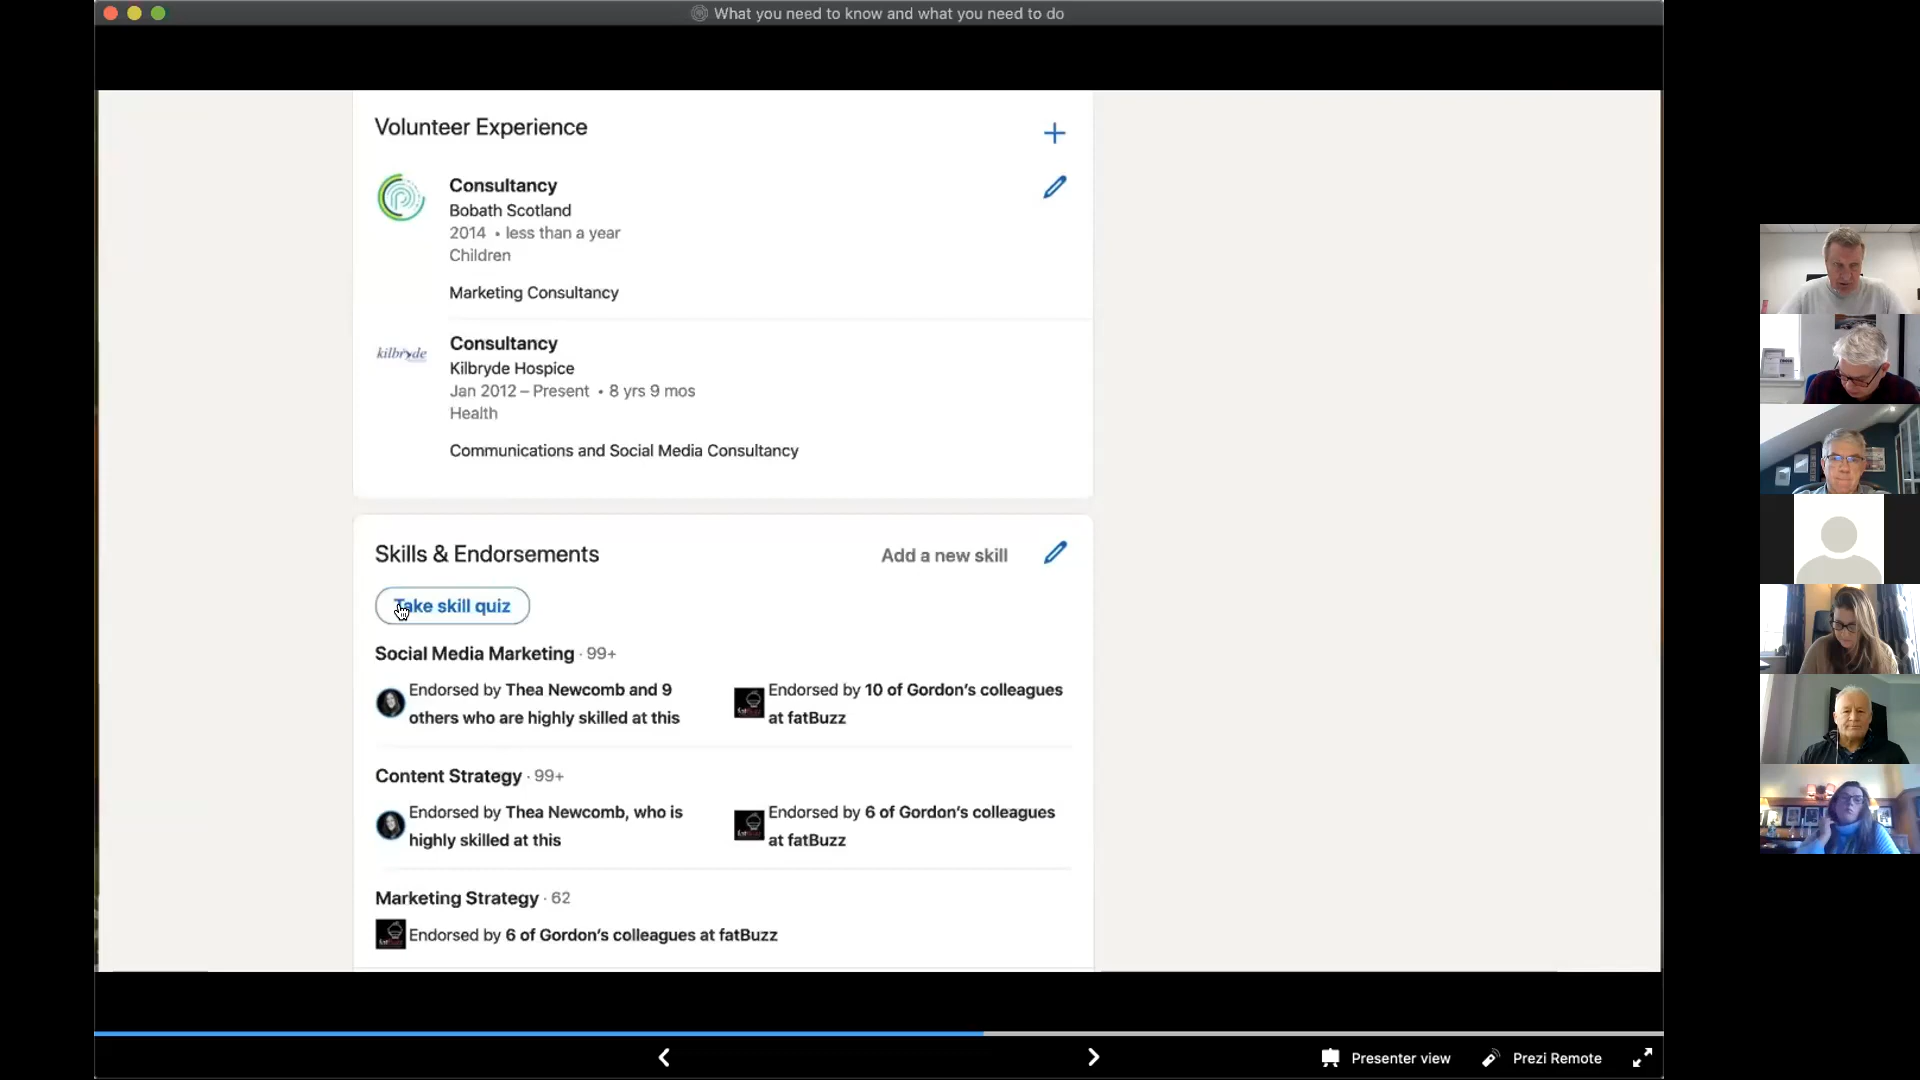 What you need to know and what you need to do
Volunteer Experience
Consultancy
Bobath Scotland
2014 • less than a year
Children
Marketing Consultancy
kilbryde
Consultancy
Kilbryde Hospice
Jan 2012 – Present • 8 yrs 9 mos
Health
Communications and Social Media Consultancy
Skills & Endorsements
Add a new skill
Take skill quiz
Social Media Marketing · 99+
Endorsed by Thea Newcomb and 9
others who are highly skilled at this
Endorsed by 10 of Gordon's colleagues
at fatBuzz
Content Strategy · 99+
Endorsed by Thea Newcomb, who is
highly skilled at this
Endorsed by 6 of Gordon's colleagues
at fatBuzz
Marketing Strategy · 62
Endorsed by 6 of Gordon's colleagues at fatBuzz
Presenter view
Prezi Remote